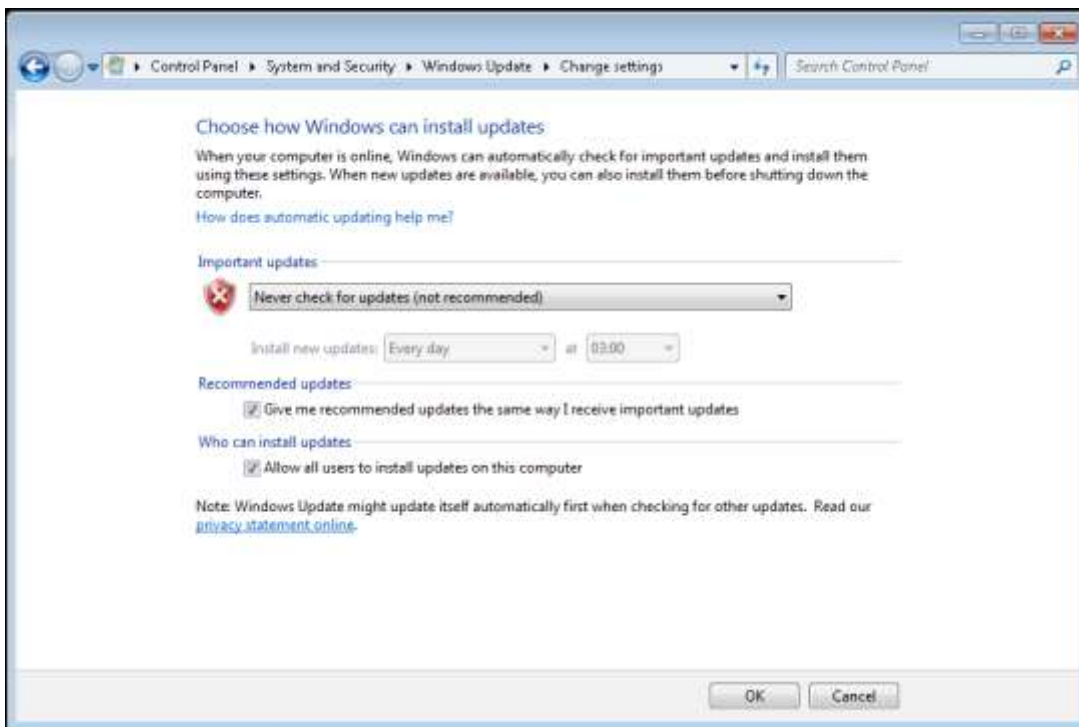 Control Panel ▸ System and Security ▸ Windows Update ▸ Change settings
Search Control Panel
Choose how Windows can install updates
When your computer is online, Windows can automatically check for important updates and install them
using these settings. When new updates are available, you can also install them before shutting down the
computer.
How does automatic updating help me?
Important updates
Never check for updates (not recommended)
Install new updates: Every day at 03:00
Recommended updates
Give me recommended updates the same way I receive important updates
Who can install updates
Allow all users to install updates on this computer
Note: Windows Update might update itself automatically first when checking for other updates. Read our
privacy statement online.
OK Cancel